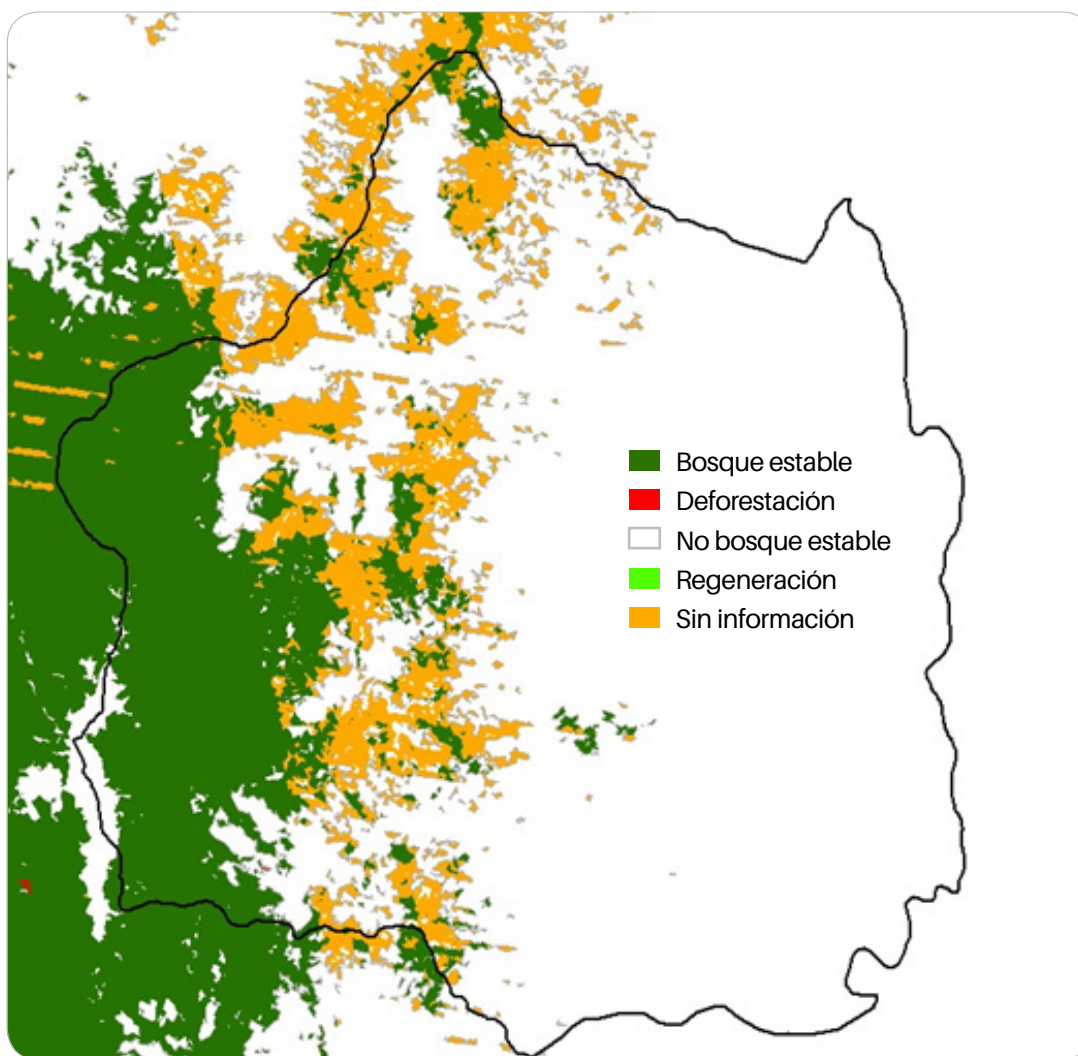 Bosque estable
Deforestación
No bosque estable
Regeneración
Sin información